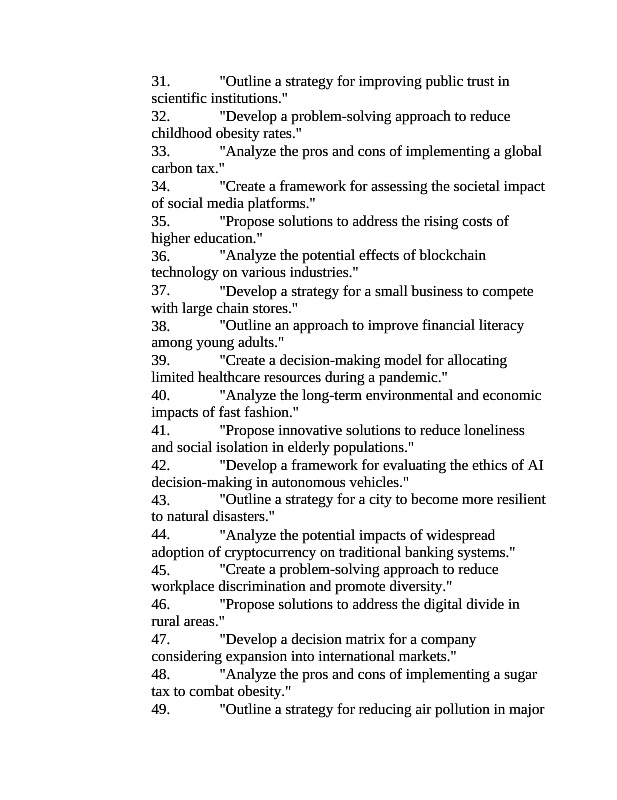 31. "Outline a strategy for improving public trust in
scientific institutions."
32. "Develop a problem-solving approach to reduce
childhood obesity rates."
33. "Analyze the pros and cons of implementing a global
carbon tax."
34. "Create a framework for assessing the societal impact
of social media platforms."
35. "Propose solutions to address the rising costs of
higher education."
36. "Analyze the potential effects of blockchain
technology on various industries."
37. "Develop a strategy for a small business to compete
with large chain stores."
38. "Outline an approach to improve financial literacy
among young adults."
39. "Create a decision-making model for allocating
limited healthcare resources during a pandemic."
40. "Analyze the long-term environmental and economic
impacts of fast fashion."
41. "Propose innovative solutions to reduce loneliness
and social isolation in elderly populations."
42. "Develop a framework for evaluating the ethics of AI
decision-making in autonomous vehicles."
43. "Outline a strategy for a city to become more resilient
to natural disasters."
44. "Analyze the potential impacts of widespread
adoption of cryptocurrency on traditional banking systems."
45. "Create a problem-solving approach to reduce
workplace discrimination and promote diversity."
46. "Propose solutions to address the digital divide in
rural areas."
47. "Develop a decision matrix for a company
considering expansion into international markets."
48. "Analyze the pros and cons of implementing a sugar
tax to combat obesity."
49. "Outline a strategy for reducing air pollution in major